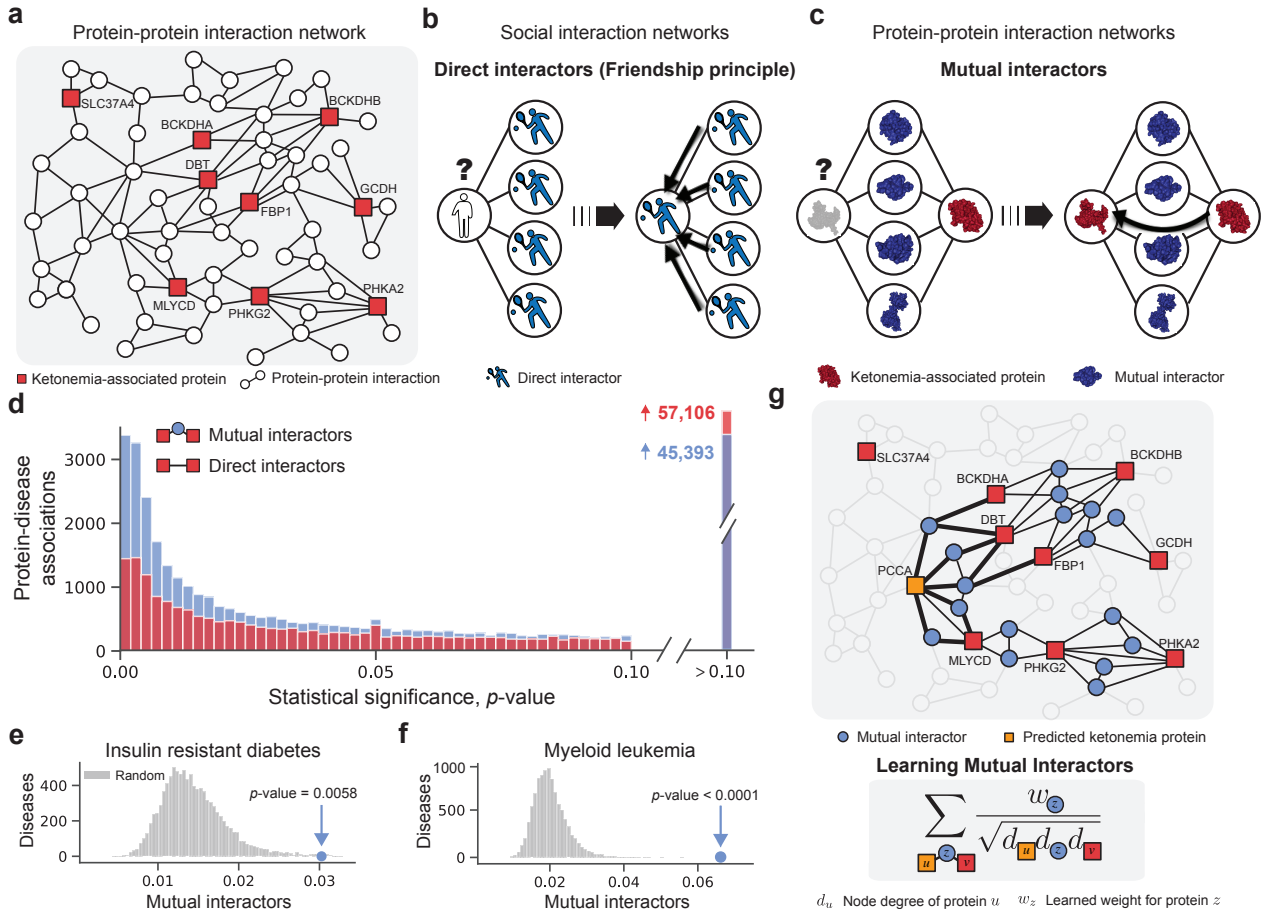 a
Protein-protein interaction network
SLC37A4
BCKDHB
BCKDHA
DBT
GCDH
FBP1
MLYCD
PHKG2
PHKA2
Ketonemia-associated protein
Protein-protein interaction
b
Social interaction networks
Direct interactors (Friendship principle)
?
Direct interactor
c
Protein-protein interaction networks
Mutual interactors
?
Ketonemia-associated protein
Mutual interactor
d
Protein-disease
associations
3000
2000
1000
0
Mutual interactors
Direct interactors
57,106
45,393
0.00
0.05
0.10
> 0.10
Statistical significance, p-value
e
Insulin resistant diabetes
Diseases
400
200
0
Random
p-value = 0.0058
0.01
0.02
0.03
Mutual interactors
f
Myeloid leukemia
Diseases
1000
500
0
p-value < 0.0001
0.02
0.04
0.06
Mutual interactors
g
SLC37A4
BCKDHB
BCKDHA
DBT
GCDH
PCCA
FBP1
MLYCD
PHKG2
PHKA2
Mutual interactor
Predicted ketonemia protein
Learning Mutual Interactors
∑ w z / √ d u d z d v
u z v
d_u Node degree of protein u
w_z Learned weight for protein z